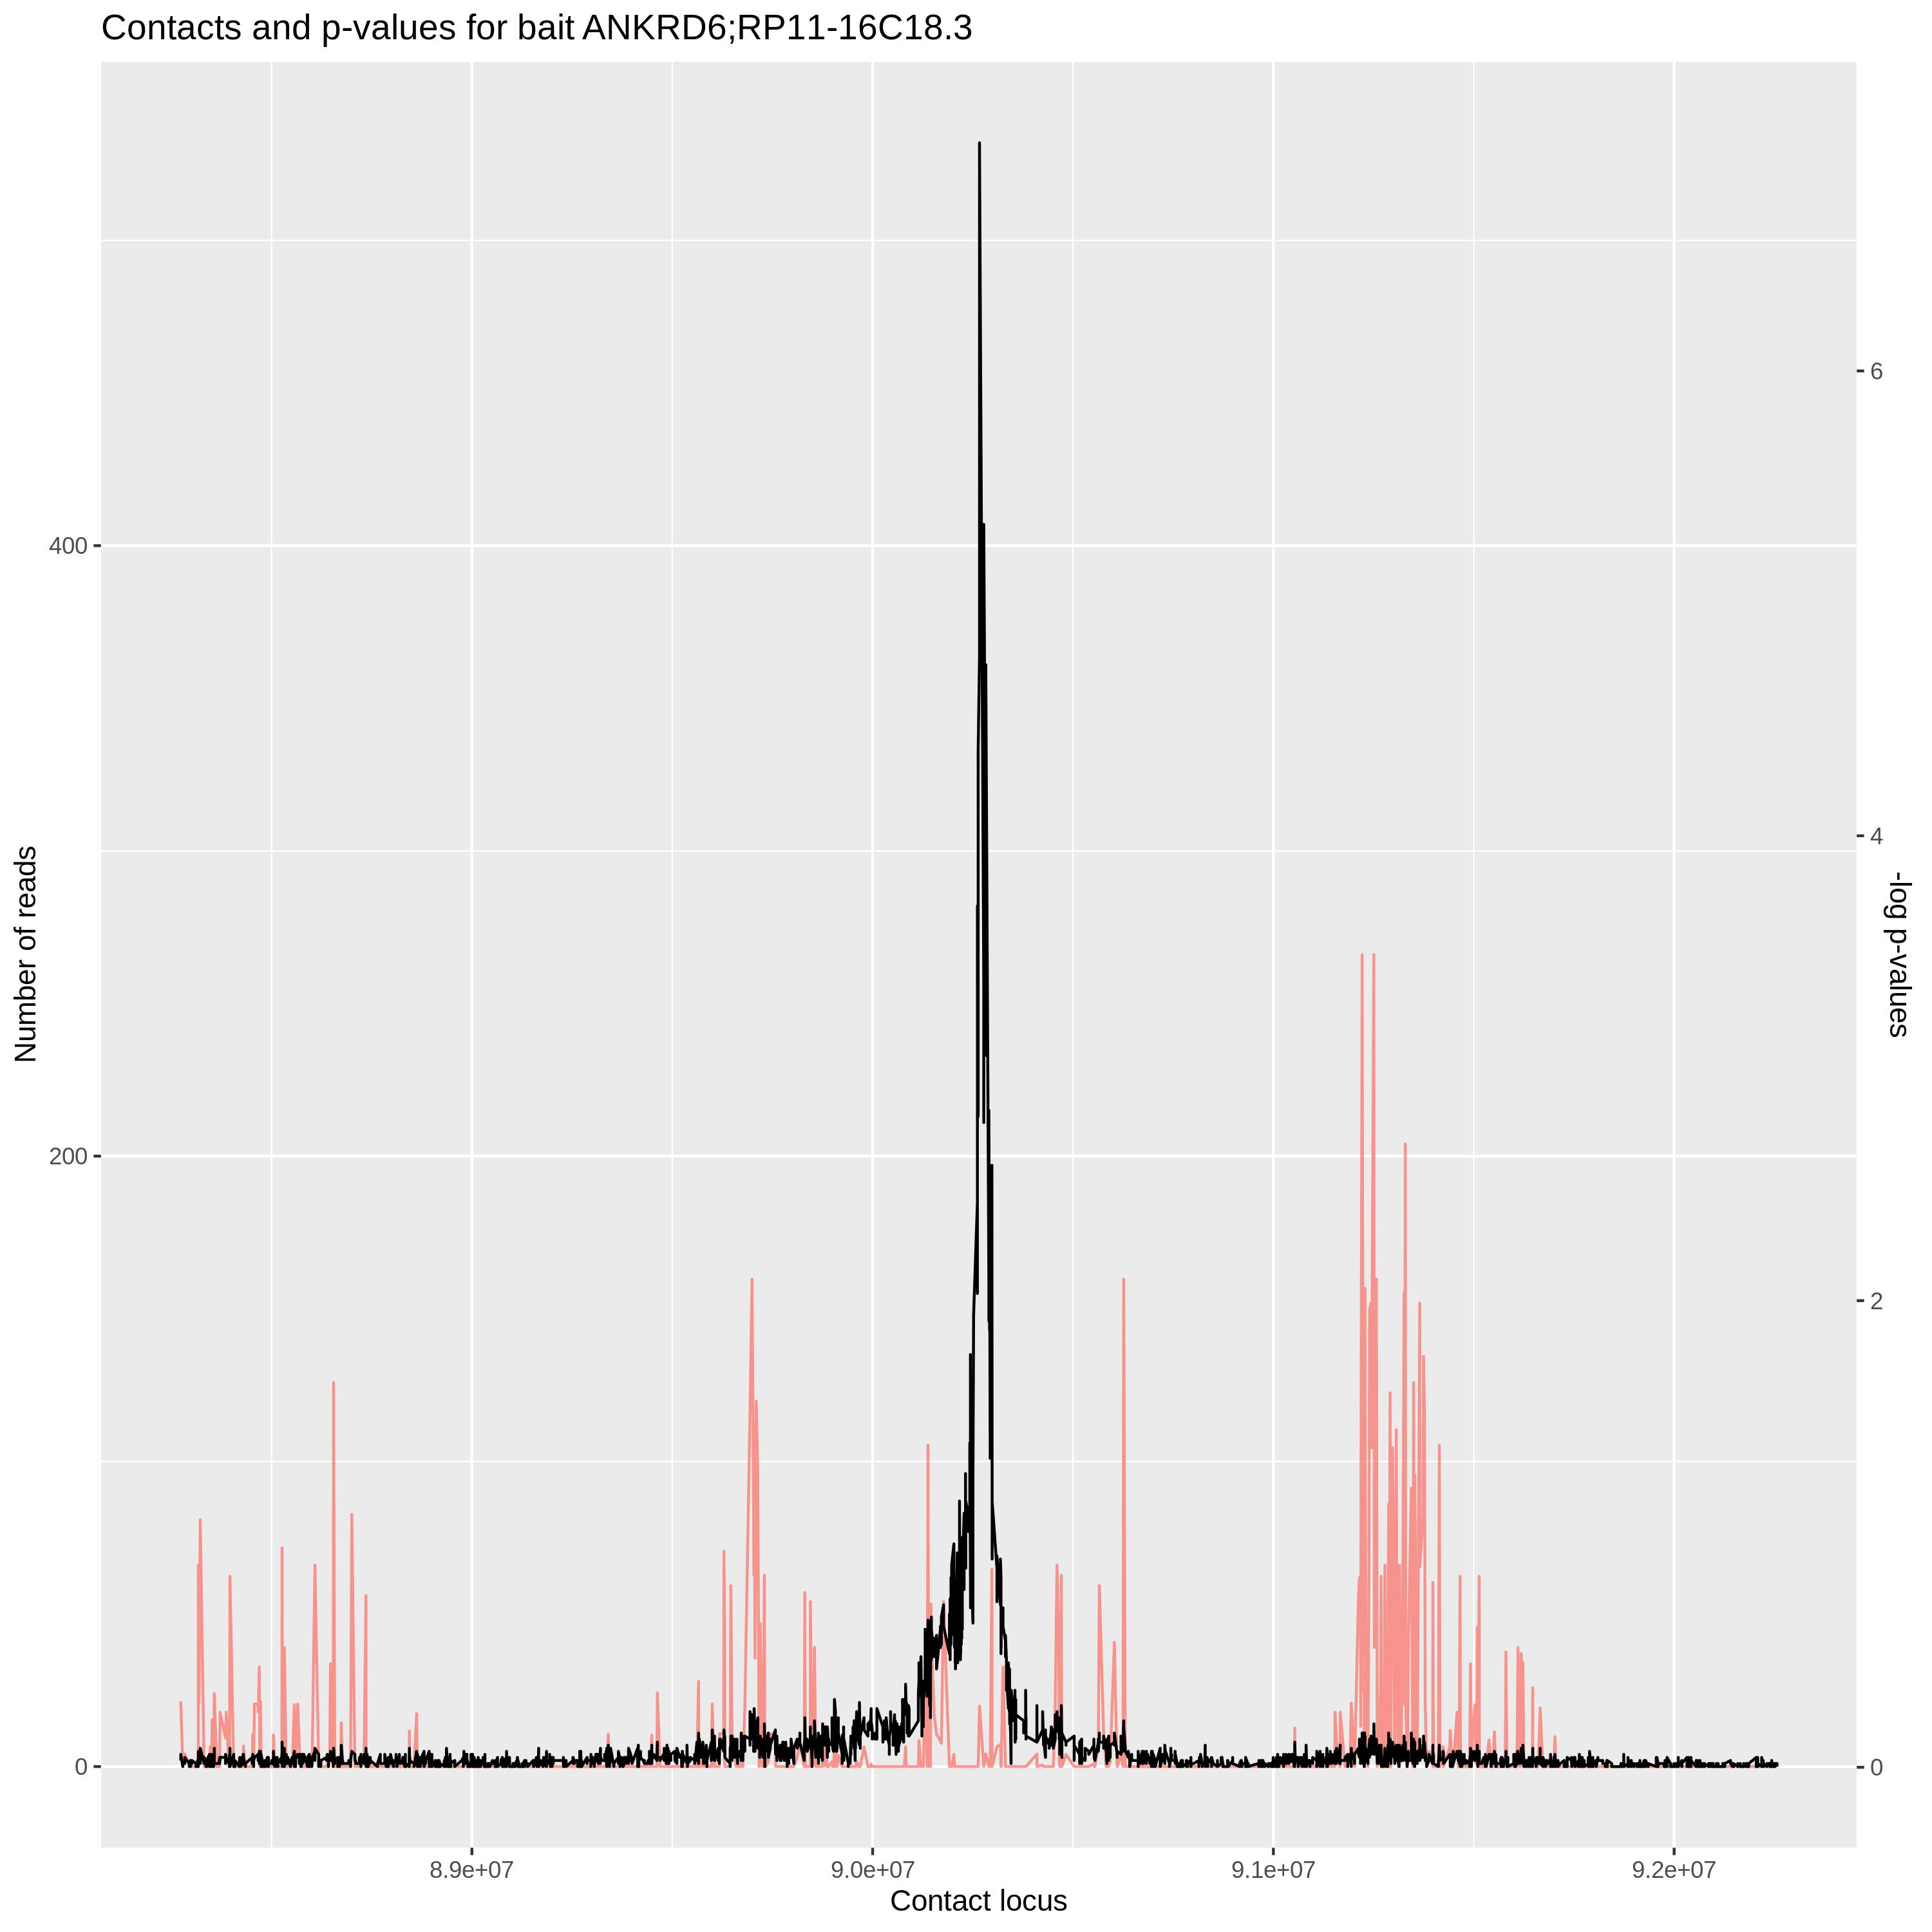 Contacts and p-values for bait ANKRD6;RP11-16C18.3
Number of reads
400
200
0
6
4
2
0
-log p-values
8.9e+07
9.0e+07
9.1e+07
9.2e+07
Contact locus